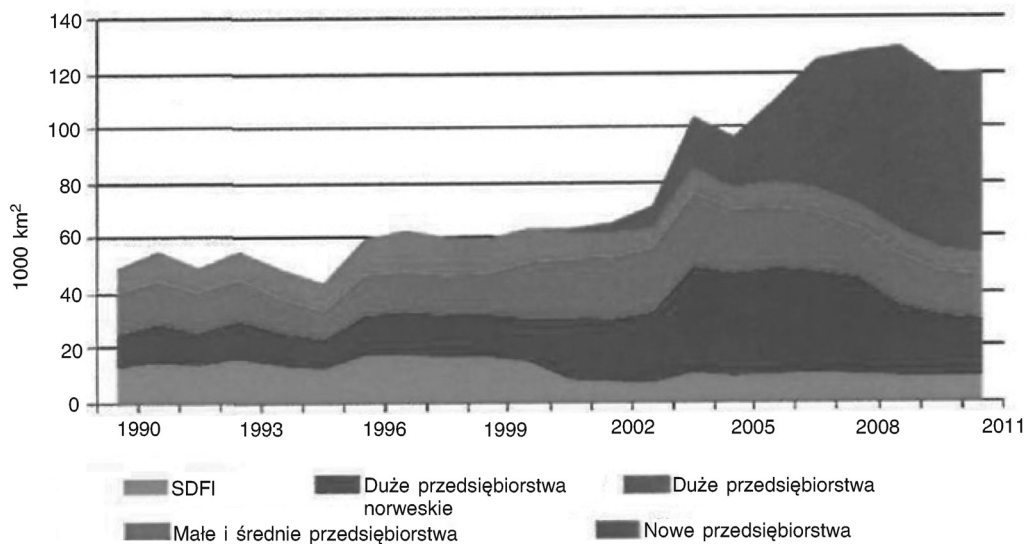 140
120
100
80
60
40
20
0
1000 km²
1990 1993 1996 1999 2002 2005 2008 2011
SDFI
Duże przedsiębiorstwa
norweskie
Duże przedsiębiorstwa
Małe i średnie przedsiębiorstwa
Nowe przedsiębiorstwa